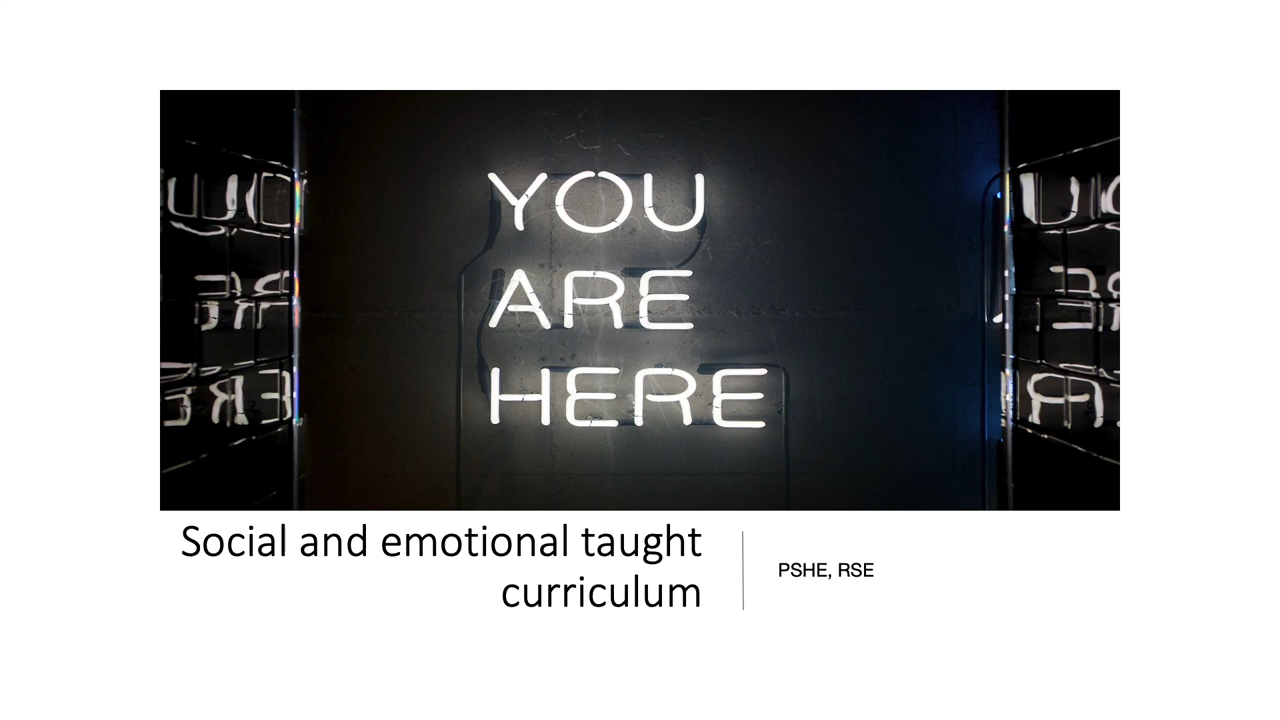 YOU
ARE
HERE
Social and emotional taught
curriculum
PSHE, RSE